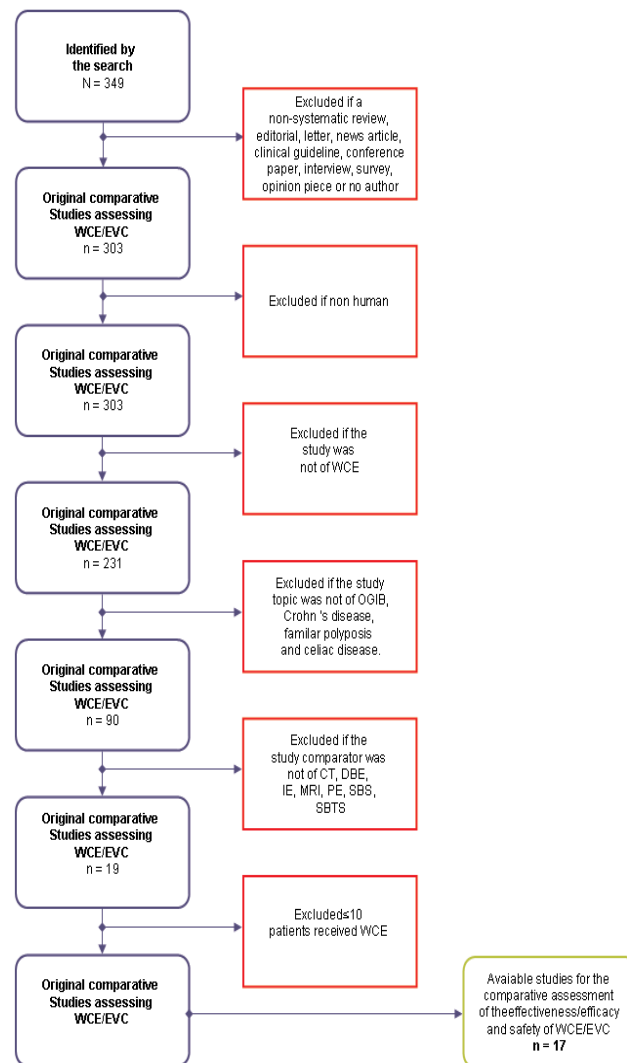 Identified by
the search
N = 349
Excluded if a
non-systematic review,
editorial, letter, news article,
clinical guideline, conference
paper, interview, survey,
opinion piece or no author
Original comparative
Studies assessing
WCE/EVC
n = 303
Excluded if non human
Original comparative
Studies assessing
WCE/EVC
n = 303
Excluded if the
study was
not of WCE
Original comparative
Studies assessing
WCE/EVC
n = 231
Excluded if the study
topic was not of OGIB,
Crohn 's disease,
familar polyposis
and celiac disease.
Original comparative
Studies assessing
WCE/EVC
n = 90
Excluded if the
study comparator was
not of CT, DBE,
IE, MRI, PE, SBS,
SBTS
Original comparative
Studies assessing
WCE/EVC
n = 19
Excluded≤10
patients received WCE
Original comparative
Studies assessing
WCE/EVC
Avaiable studies for the
comparative assessment
of theeffectiveness/efficacy
and safety of WCE/EVC
n = 17